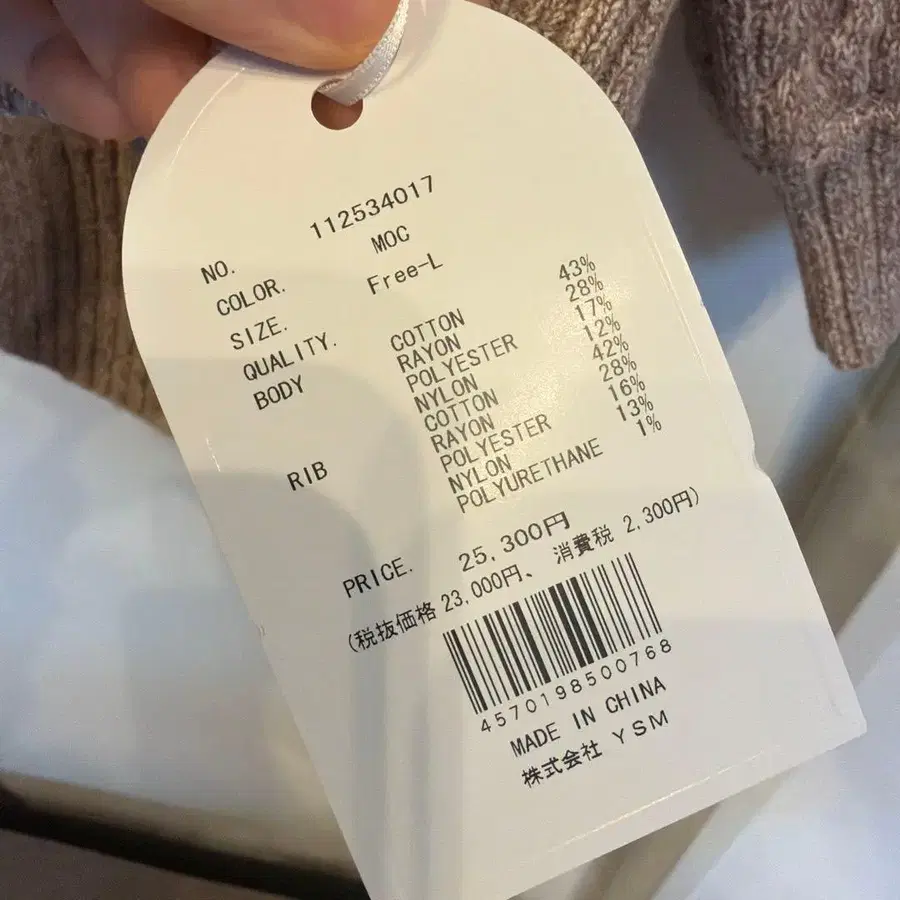 NO. 112534017
COLOR. MOC
SIZE. Free-L
QUALITY.
BODY COTTON 43%
RAYON 28%
POLYESTER 17%
NYLON 12%
RIB COTTON 42%
RAYON 28%
POLYESTER 16%
NYLON 13%
POLYURETHANE 1%
PRICE. 25,300円
(税抜価格 23,000円、 消費税 2,300円)
4570198500768
MADE IN CHINA
株式会社 YSM